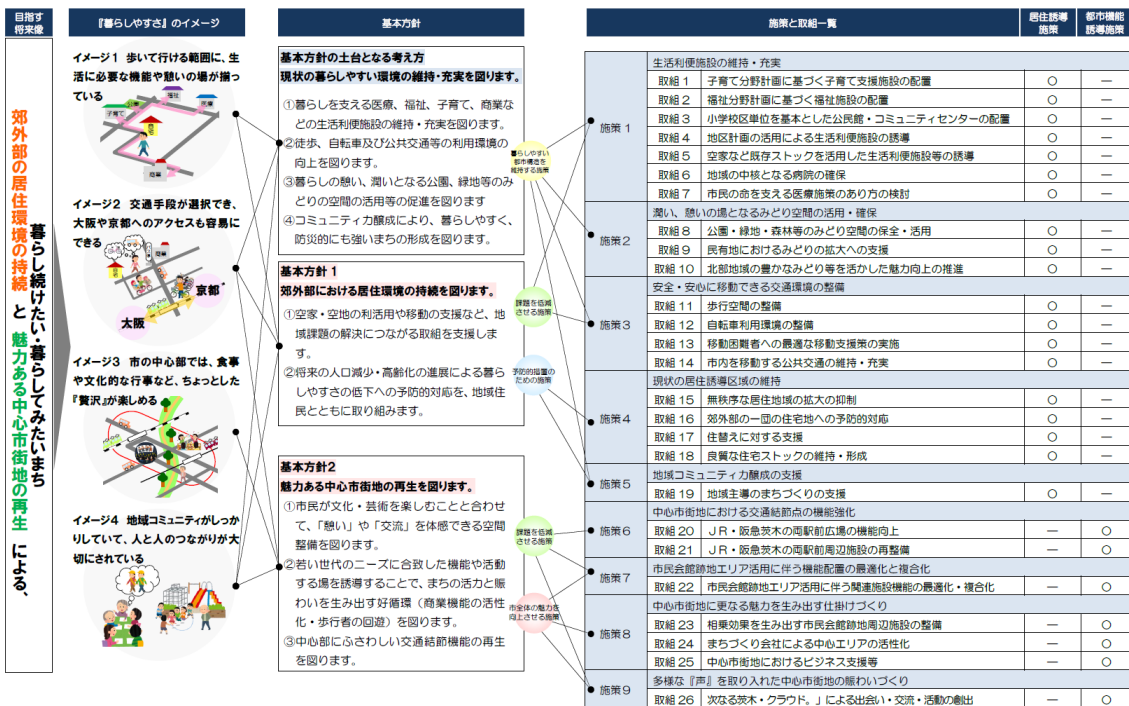 目指す
将来像
『暮らしやすさ』のイメージ
基本方針
施策と取組一覧
居住誘導
施策
都市機能
誘導施策
暮らし続けたい・暮らしてみたいまち
郊外部の居住環境の持続 と 魅力ある中心市街地の再生 による、
イメージ1 歩いて行ける範囲に、生
活に必要な機能や憩いの場が揃っ
ている
公園
福祉
医療
子育て
自宅
商業
イメージ2 交通手段が選択でき、
大阪や京都へのアクセスも容易に
できる
商業
自宅
京都
大阪
イメージ3 市の中心部では、食事
や文化的な行事など、ちょっとした
『贅沢』が楽しめる
イメージ4 地域コミュニティがしっか
りしていて、人と人のつながりが大
切にされている
基本方針の土台となる考え方
現状の暮らしやすい環境の維持・充実を図ります。
①暮らしを支える医療、福祉、子育て、商業な
どの生活利便施設の維持・充実を図ります。
②徒歩、自転車及び公共交通等の利用環境の
向上を図ります。
③暮らしの憩い、潤いとなる公園、緑地等のみ
どりの空間の活用等の促進を図ります
④コミュニティ力醸成により、暮らしやすく、
防災的にも強いまちの形成を図ります。
基本方針1
郊外部における居住環境の持続を図ります。
①空家・空地の利活用や移動の支援など、地
域課題の解決につながる取組を支援しま
す。
②将来の人口減少・高齢化の進展による暮ら
しやすさの低下への予防的対応を、地域住
民とともに取り組みます。
基本方針2
魅力ある中心市街地の再生を図ります。
①市民が文化・芸術を楽しむことと合わせ
て、「憩い」や「交流」を体感できる空間
整備を図ります。
②若い世代のニーズに合致した機能や活動
する場を誘導することで、まちの活力と賑
わいを生み出す好循環（商業機能の活性
化・歩行者の回遊）を図ります。
③中心部にふさわしい交通結節機能の再生
を図ります。
暮らしやすい
都市構造を
維持する施策
課題を低減
させる施策
予防的措置の
ための施策
課題を低減
させる施策
市全体の魅力を
向上させる施策
施策1
生活利便施設の維持・充実
取組1 子育て分野計画に基づく子育て支援施設の配置 ○ ―
取組2 福祉分野計画に基づく福祉施設の配置 ○ ―
取組3 小学校区単位を基本とした公民館・コミュニティセンターの配置 ○ ―
取組4 地区計画の活用による生活利便施設の誘導 ○ ―
取組5 空家など既存ストックを活用した生活利便施設等の誘導 ○ ―
取組6 地域の中核となる病院の確保 ○ ―
取組7 市民の命を支える医療施策のあり方の検討 ○ ―
施策2
潤い、憩いの場となるみどり空間の活用・確保
取組8 公園・緑地・森林等のみどり空間の保全・活用 ○ ―
取組9 民有地におけるみどりの拡大への支援 ○ ―
取組10 北部地域の豊かなみどり等を活かした魅力向上の推進 ○ ―
施策3
安全・安心に移動できる交通環境の整備
取組11 歩行空間の整備 ○ ―
取組12 自転車利用環境の整備 ○ ―
取組13 移動困難者への最適な移動支援策の実施 ○ ―
取組14 市内を移動する公共交通の維持・充実 ○ ―
施策4
現状の居住誘導区域の維持
取組15 無秩序な居住地域の拡大の抑制 ○ ―
取組16 郊外部の一団の住宅地への予防的対応 ○ ―
取組17 住替えに対する支援 ○ ―
取組18 良質な住宅ストックの維持・形成 ○ ―
施策5
地域コミュニティ力醸成の支援
取組19 地域主導のまちづくりの支援 ○ ―
施策6
中心市街地における交通結節点の機能強化
取組20 JR・阪急茨木の両駅前広場の機能向上 ― ○
取組21 JR・阪急茨木の両駅前周辺施設の再整備 ― ○
施策7
市民会館跡地エリア活用に伴う機能配置の最適化と複合化
取組22 市民会館跡地エリア活用に伴う関連施設機能の最適化・複合化 ― ○
施策8
中心市街地に更なる魅力を生み出す仕掛けづくり
取組23 相乗効果を生み出す市民会館跡地周辺施設の整備 ― ○
取組24 まちづくり会社による中心エリアの活性化 ― ○
取組25 中心市街地におけるビジネス支援等 ― ○
施策9
多様な『声』を取り入れた中心市街地の賑わいづくり
取組26 次なる茨木・クラウド。」による出会い・交流・活動の創出 ― ○